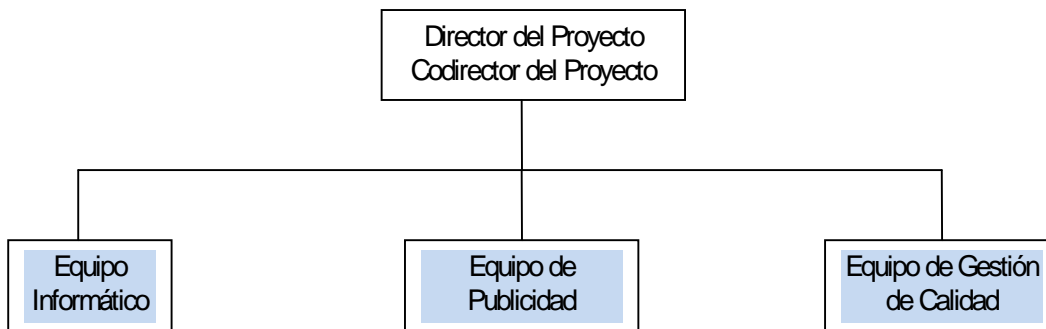 Director del Proyecto
Codirector del Proyecto
Equipo
Informático
Equipo de
Publicidad
Equipo de Gestión
de Calidad